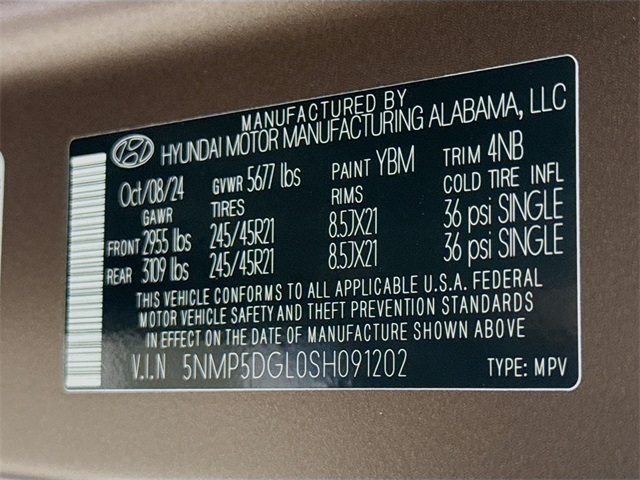 MANUFACTURED BY
HYUNDAI MOTOR MANUFACTURING ALABAMA, LLC
Oct/08/24 GVWR 5677 lbs PAINT YBM TRIM 4NB
GAWR TIRES RIMS COLD TIRE INFL
FRONT 2955 lbs 245/45R21 8.5JX21 36 psi SINGLE
REAR 3109 lbs 245/45R21 8.5JX21 36 psi SINGLE
THIS VEHICLE CONFORMS TO ALL APPLICABLE U.S.A. FEDERAL
MOTOR VEHICLE SAFETY AND THEFT PREVENTION STANDARDS
IN EFFECT ON THE DATE OF MANUFACTURE SHOWN ABOVE
V.I.N 5NMP5DGL0SH091202 TYPE: MPV